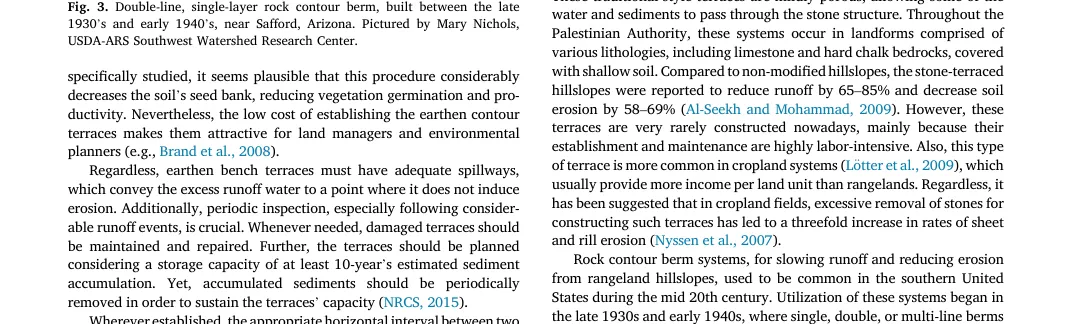 Fig. 3. Double-line, single-layer rock contour berm, built between the late
1930's and early 1940's, near Safford, Arizona. Pictured by Mary Nichols,
USDA-ARS Southwest Watershed Research Center.
specifically studied, it seems plausible that this procedure considerably
decreases the soil's seed bank, reducing vegetation germination and pro-
ductivity. Nevertheless, the low cost of establishing the earthen contour
terraces makes them attractive for land managers and environmental
planners (e.g., Brand et al., 2008).
Regardless, earthen bench terraces must have adequate spillways,
which convey the excess runoff water to a point where it does not induce
erosion. Additionally, periodic inspection, especially following consider-
able runoff events, is crucial. Whenever needed, damaged terraces should
be maintained and repaired. Further, the terraces should be planned
considering a storage capacity of at least 10-year's estimated sediment
accumulation. Yet, accumulated sediments should be periodically
removed in order to sustain the terraces' capacity (NRCS, 2015).
Wherever established, the appropriate horizontal interval between two
water and sediments to pass through the stone structure. Throughout the
Palestinian Authority, these systems occur in landforms comprised of
various lithologies, including limestone and hard chalk bedrocks, covered
with shallow soil. Compared to non-modified hillslopes, the stone-terraced
hillslopes were reported to reduce runoff by 65–85% and decrease soil
erosion by 58–69% (Al-Seekh and Mohammad, 2009). However, these
terraces are very rarely constructed nowadays, mainly because their
establishment and maintenance are highly labor-intensive. Also, this type
of terrace is more common in cropland systems (Lötter et al., 2009), which
usually provide more income per land unit than rangelands. Regardless, it
has been suggested that in cropland fields, excessive removal of stones for
constructing such terraces has led to a threefold increase in rates of sheet
and rill erosion (Nyssen et al., 2007).
Rock contour berm systems, for slowing runoff and reducing erosion
from rangeland hillslopes, used to be common in the southern United
States during the mid 20th century. Utilization of these systems began in
the late 1930s and early 1940s, where single, double, or multi-line berms